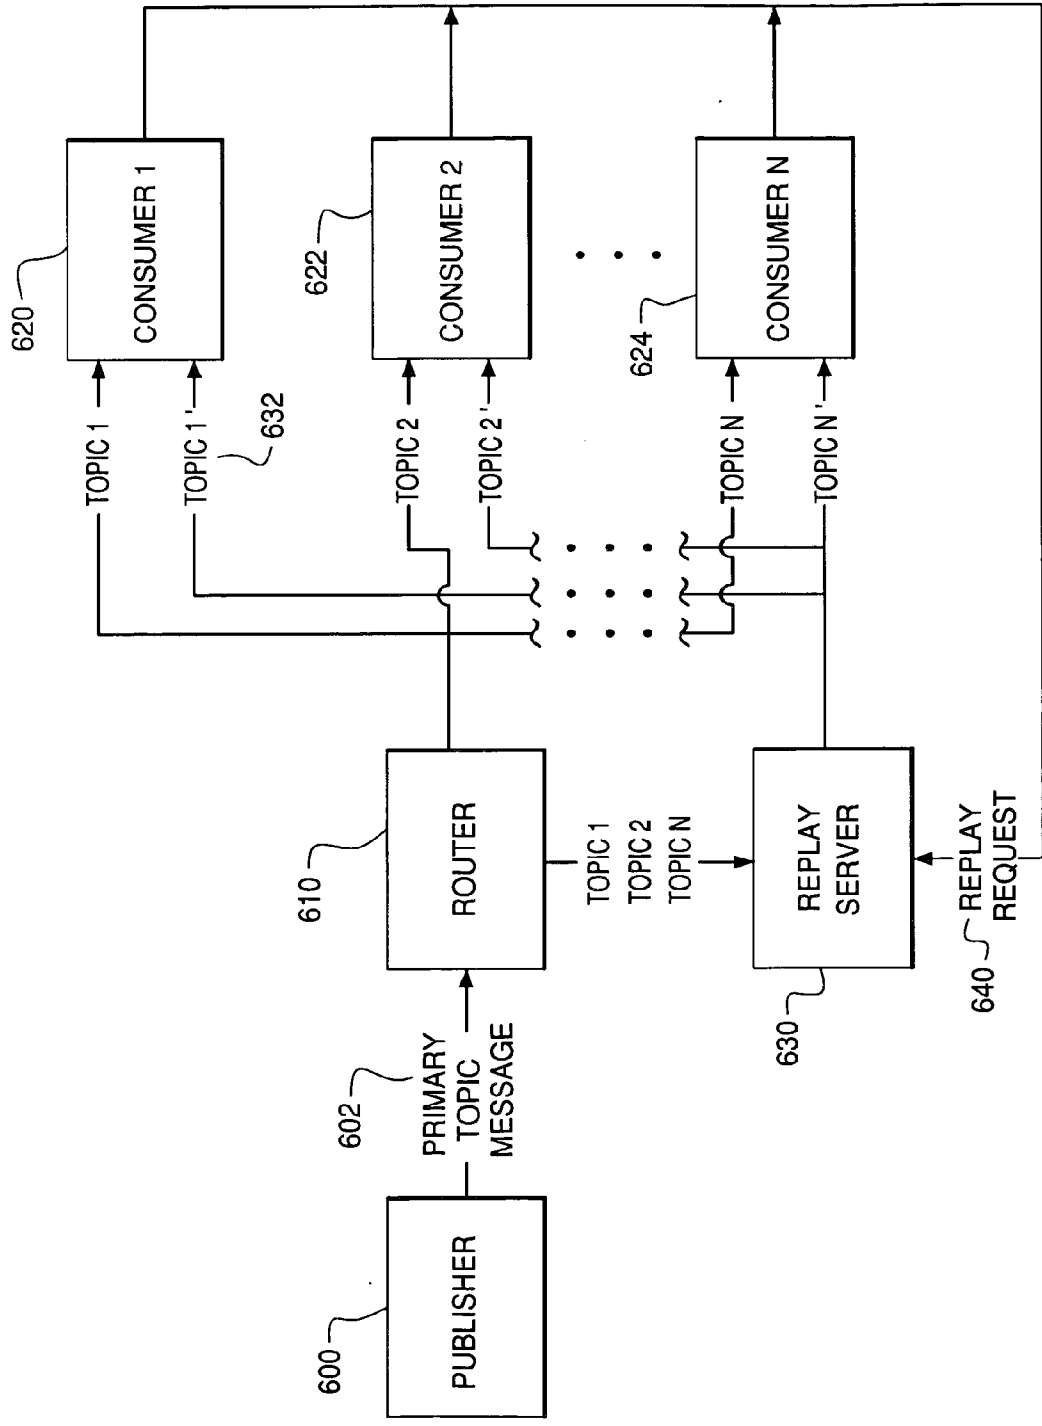 600
PUBLISHER
602
PRIMARY
TOPIC
MESSAGE
610
ROUTER
TOPIC 1
TOPIC 2
TOPIC N
630
REPLAY
SERVER
640
REPLAY
REQUEST
TOPIC 1
TOPIC 1'
632
TOPIC 2
TOPIC 2'
TOPIC N
TOPIC N'
620
CONSUMER 1
622
CONSUMER 2
624
CONSUMER N